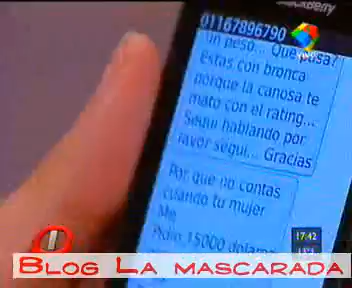 BlackBerry
01167896790
un peso... Que pasa?
Estas con bronca
porque la canosa te
mato con el rating...
Segui hablando por
favor segui... Gracias
Por que no contas
cuando tu mujer
Me
Pidio 15000 dolares
17:42
BLOG LA MASCARADA